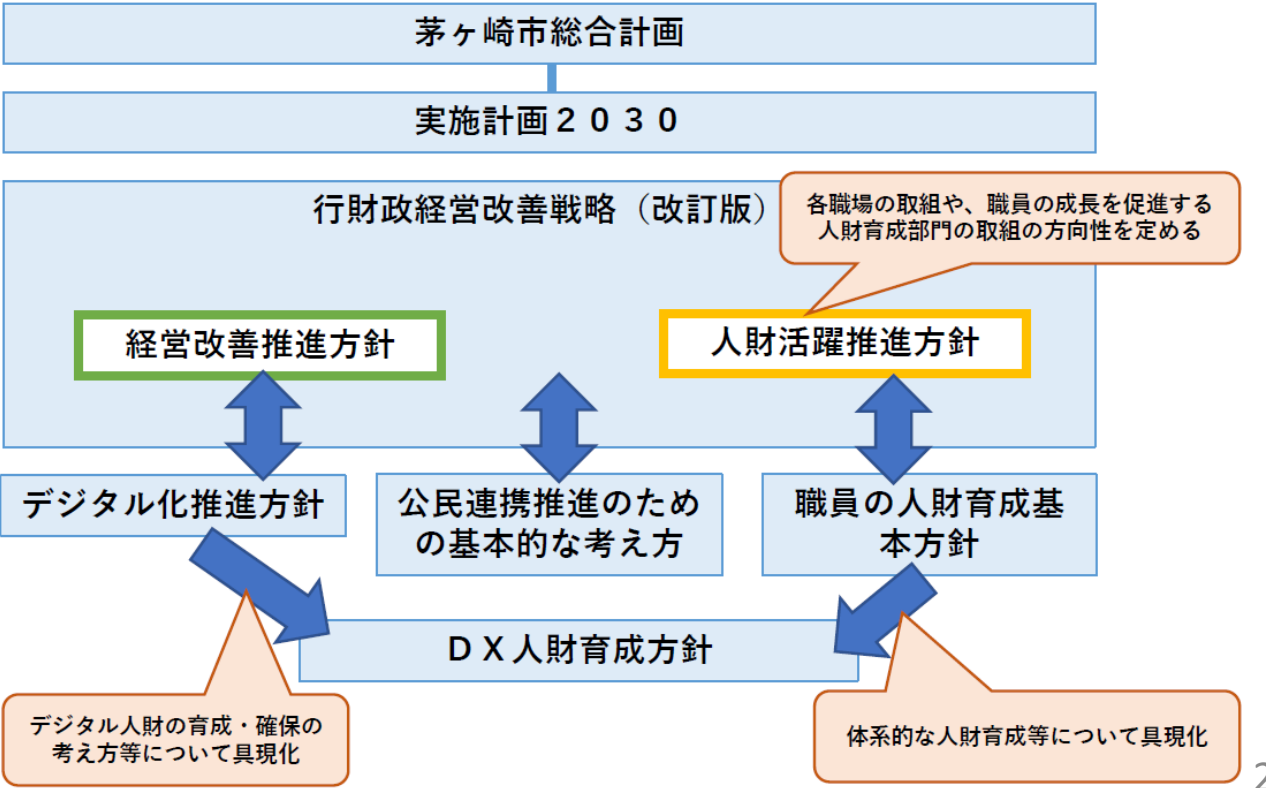 茅ヶ崎市総合計画
実施計画２０３０
行財政経営改善戦略（改訂版）
各職場の取組や、職員の成長を促進する
人財育成部門の取組の方向性を定める
経営改善推進方針
人財活躍推進方針
デジタル化推進方針
公民連携推進のため
の基本的な考え方
職員の人財育成基
本方針
ＤＸ人財育成方針
デジタル人財の育成・確保の
考え方等について具現化
体系的な人財育成等について具現化
2